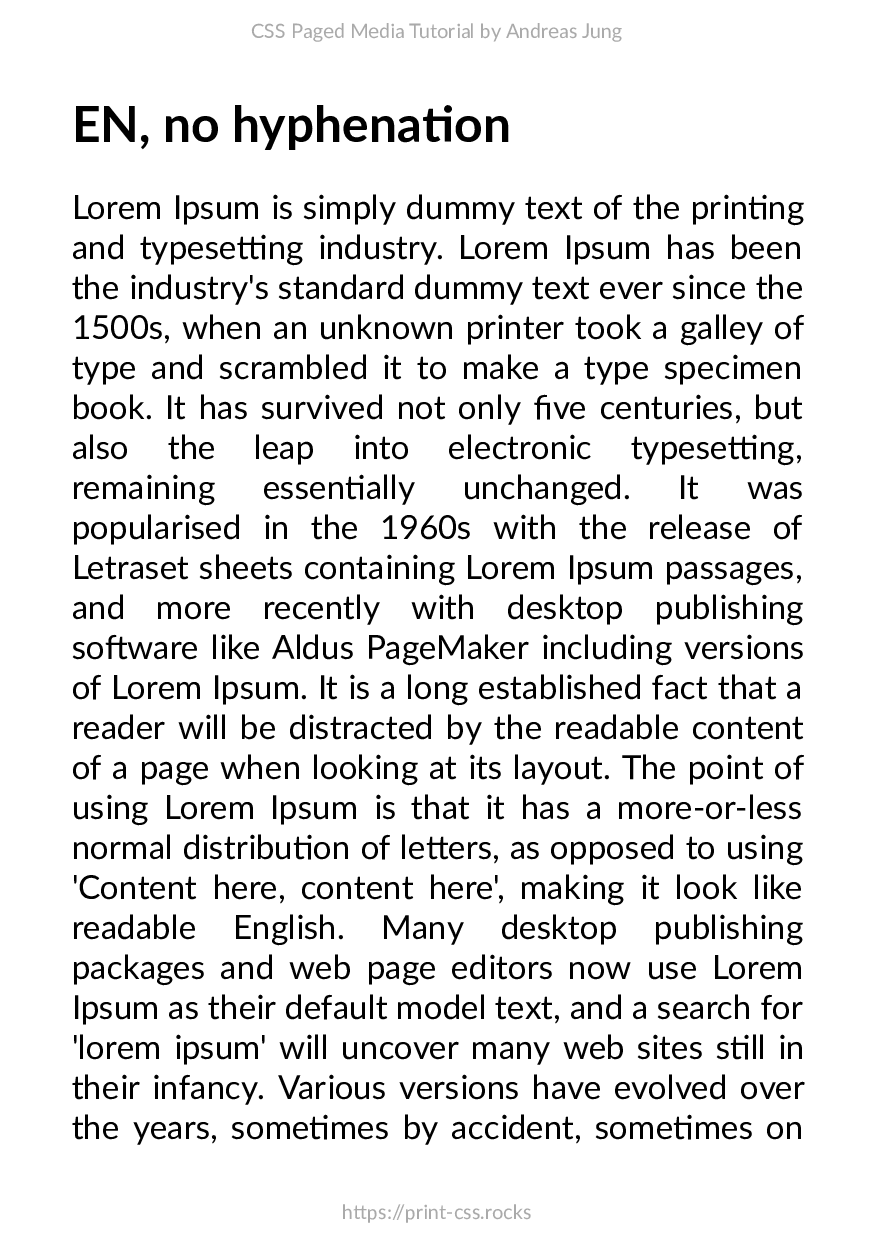 CSS Paged Media Tutorial by Andreas Jung
EN, no hyphenation
Lorem Ipsum is simply dummy text of the printing
and typesetting industry. Lorem Ipsum has been
the industry's standard dummy text ever since the
1500s, when an unknown printer took a galley of
type and scrambled it to make a type specimen
book. It has survived not only five centuries, but
also the leap into electronic typesetting,
remaining essentially unchanged. It was
popularised in the 1960s with the release of
Letraset sheets containing Lorem Ipsum passages,
and more recently with desktop publishing
software like Aldus PageMaker including versions
of Lorem Ipsum. It is a long established fact that a
reader will be distracted by the readable content
of a page when looking at its layout. The point of
using Lorem Ipsum is that it has a more-or-less
normal distribution of letters, as opposed to using
'Content here, content here', making it look like
readable English. Many desktop publishing
packages and web page editors now use Lorem
Ipsum as their default model text, and a search for
'lorem ipsum' will uncover many web sites still in
their infancy. Various versions have evolved over
the years, sometimes by accident, sometimes on
https://print-css.rocks